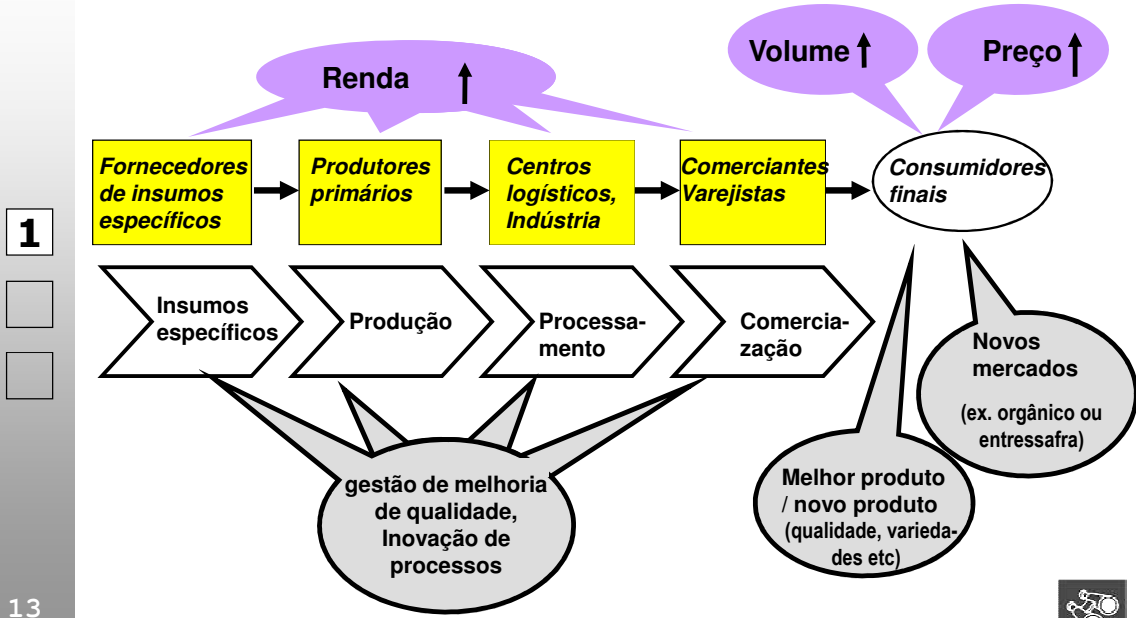 Renda
Volume
Preço
Fornecedores
de insumos
específicos
Produtores
primários
Centros
logísticos,
Indústria
Comerciantes
Varejistas
Consumidores
finais
1
Insumos
específicos
Produção
Processa-
mento
Comercia-
zação
gestão de melhoria
de qualidade,
Inovação de
processos
Melhor produto
/ novo produto
(qualidade, varieda-
des etc)
Novos
mercados
(ex. orgânico ou
entressafra)
13